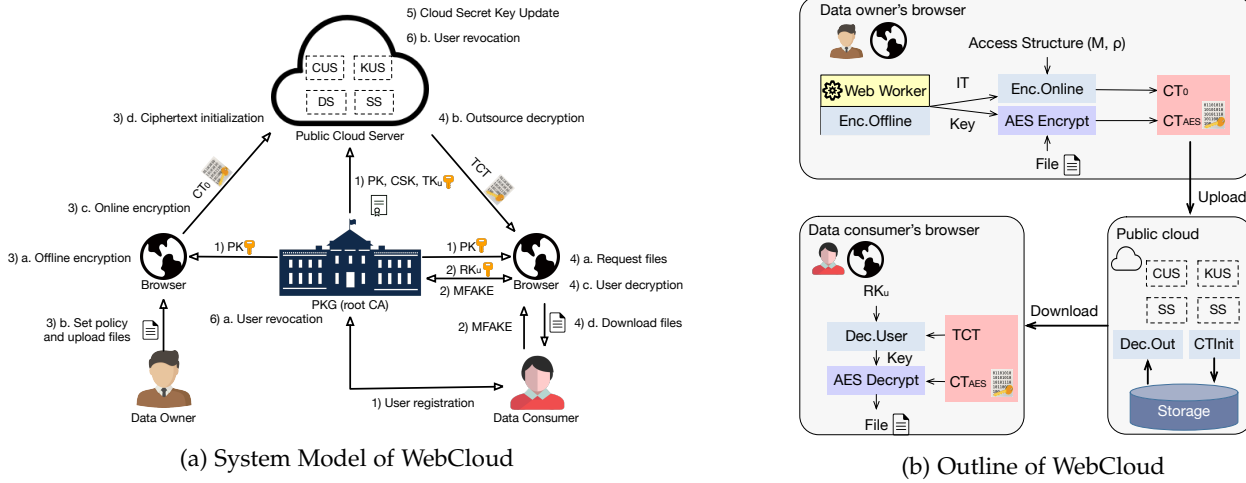 5) Cloud Secret Key Update
6) b. User revocation
CUS
KUS
DS
SS
Public Cloud Server
3) d. Ciphertext initialization
4) b. Outsource decryption
CT₀
TCT
1) PK, CSK, TKᵤ
3) c. Online encryption
3) a. Offline encryption
1) PK
1) PK
2) RKᵤ
2) MFAKE
4) a. Request files
4) c. User decryption
Browser
PKG (root CA)
Browser
3) b. Set policy
and upload files
6) a. User revocation
2) MFAKE
4) d. Download files
1) User registration
Data Owner
Data Consumer
(a) System Model of WebCloud
Data owner's browser
Access Structure (M, ρ)
Web Worker
Enc.Offline
IT
Key
Enc.Online
AES Encrypt
CT₀
CTAES
File
Upload
Data consumer's browser
RKᵤ
Dec.User
TCT
Key
AES Decrypt
CTAES
File
Download
Public cloud
CUS
KUS
SS
SS
Dec.Out
CTInit
Storage
(b) Outline of WebCloud